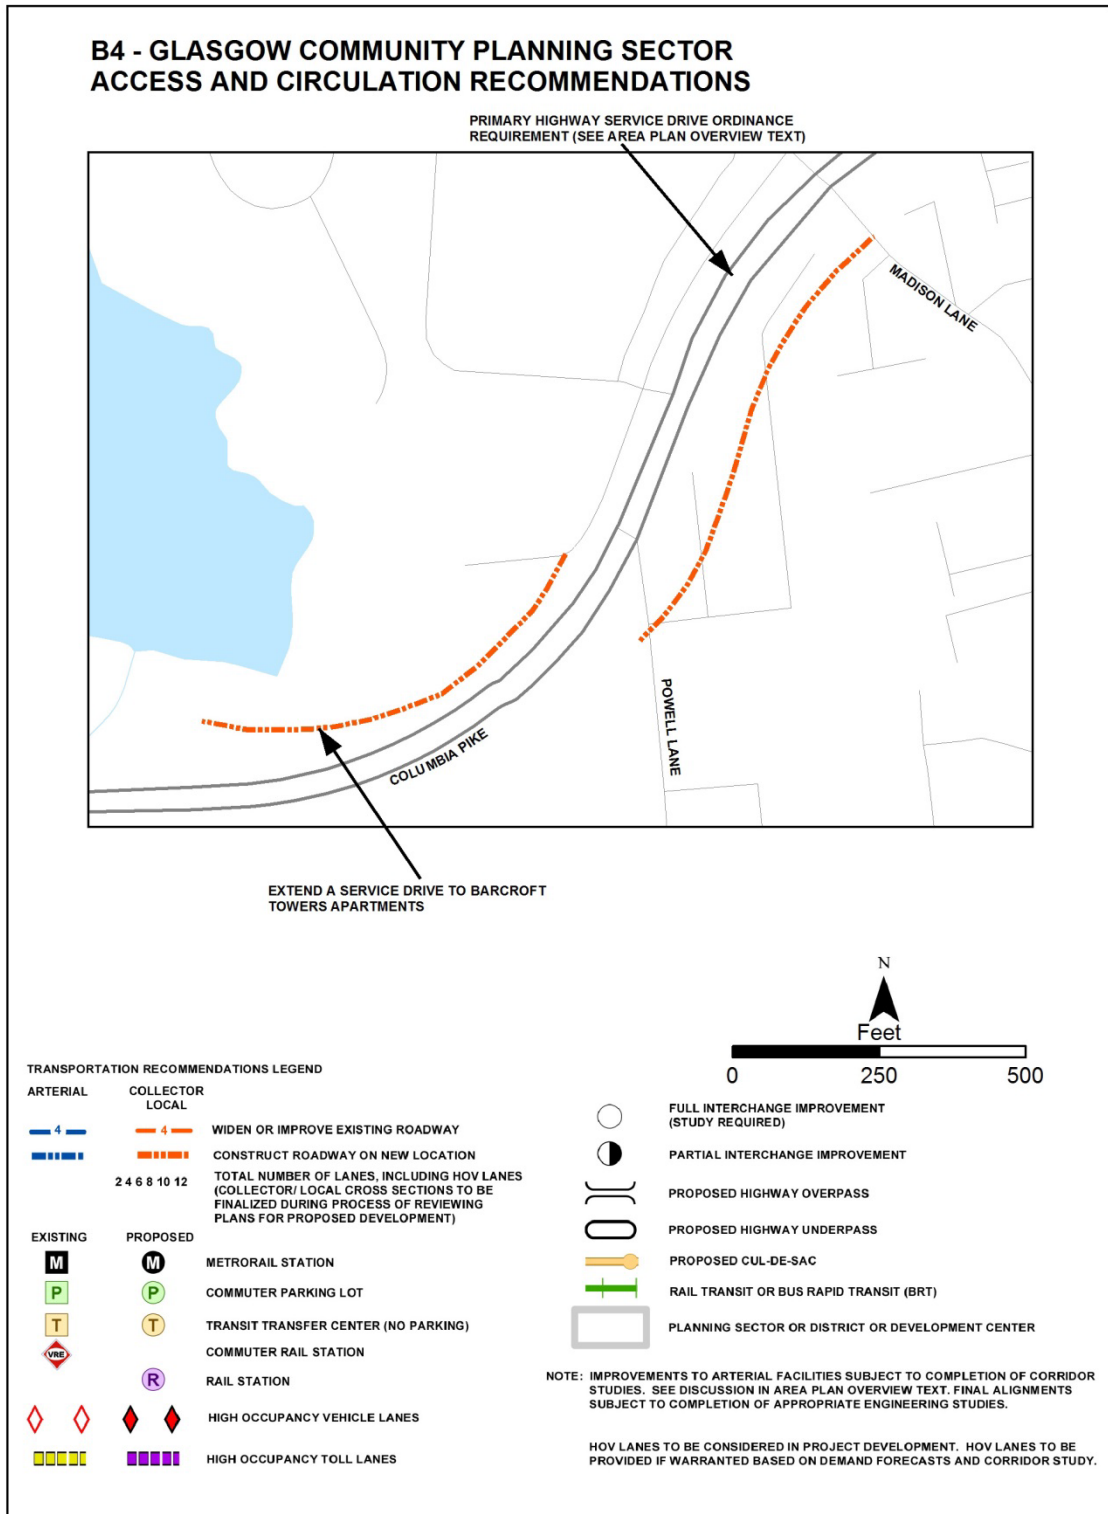 B4 - GLASGOW COMMUNITY PLANNING SECTOR
ACCESS AND CIRCULATION RECOMMENDATIONS
PRIMARY HIGHWAY SERVICE DRIVE ORDINANCE
REQUIREMENT (SEE AREA PLAN OVERVIEW TEXT)
MADISON LANE
POWELL LANE
COLUMBIA PIKE
EXTEND A SERVICE DRIVE TO BARCROFT
TOWERS APARTMENTS
N
Feet
0 250 500
TRANSPORTATION RECOMMENDATIONS LEGEND
ARTERIAL
COLLECTOR
LOCAL
4 4 WIDEN OR IMPROVE EXISTING ROADWAY
CONSTRUCT ROADWAY ON NEW LOCATION
2 4 6 8 10 12
TOTAL NUMBER OF LANES, INCLUDING HOV LANES
(COLLECTOR/ LOCAL CROSS SECTIONS TO BE
FINALIZED DURING PROCESS OF REVIEWING
PLANS FOR PROPOSED DEVELOPMENT)
EXISTING PROPOSED
M M METRORAIL STATION
P P COMMUTER PARKING LOT
T T TRANSIT TRANSFER CENTER (NO PARKING)
VRE COMMUTER RAIL STATION
R RAIL STATION
HIGH OCCUPANCY VEHICLE LANES
HIGH OCCUPANCY TOLL LANES
FULL INTERCHANGE IMPROVEMENT
(STUDY REQUIRED)
PARTIAL INTERCHANGE IMPROVEMENT
PROPOSED HIGHWAY OVERPASS
PROPOSED HIGHWAY UNDERPASS
PROPOSED CUL-DE-SAC
RAIL TRANSIT OR BUS RAPID TRANSIT (BRT)
PLANNING SECTOR OR DISTRICT OR DEVELOPMENT CENTER
NOTE: IMPROVEMENTS TO ARTERIAL FACILITIES SUBJECT TO COMPLETION OF CORRIDOR
STUDIES. SEE DISCUSSION IN AREA PLAN OVERVIEW TEXT. FINAL ALIGNMENTS
SUBJECT TO COMPLETION OF APPROPRIATE ENGINEERING STUDIES.
HOV LANES TO BE CONSIDERED IN PROJECT DEVELOPMENT. HOV LANES TO BE
PROVIDED IF WARRANTED BASED ON DEMAND FORECASTS AND CORRIDOR STUDY.